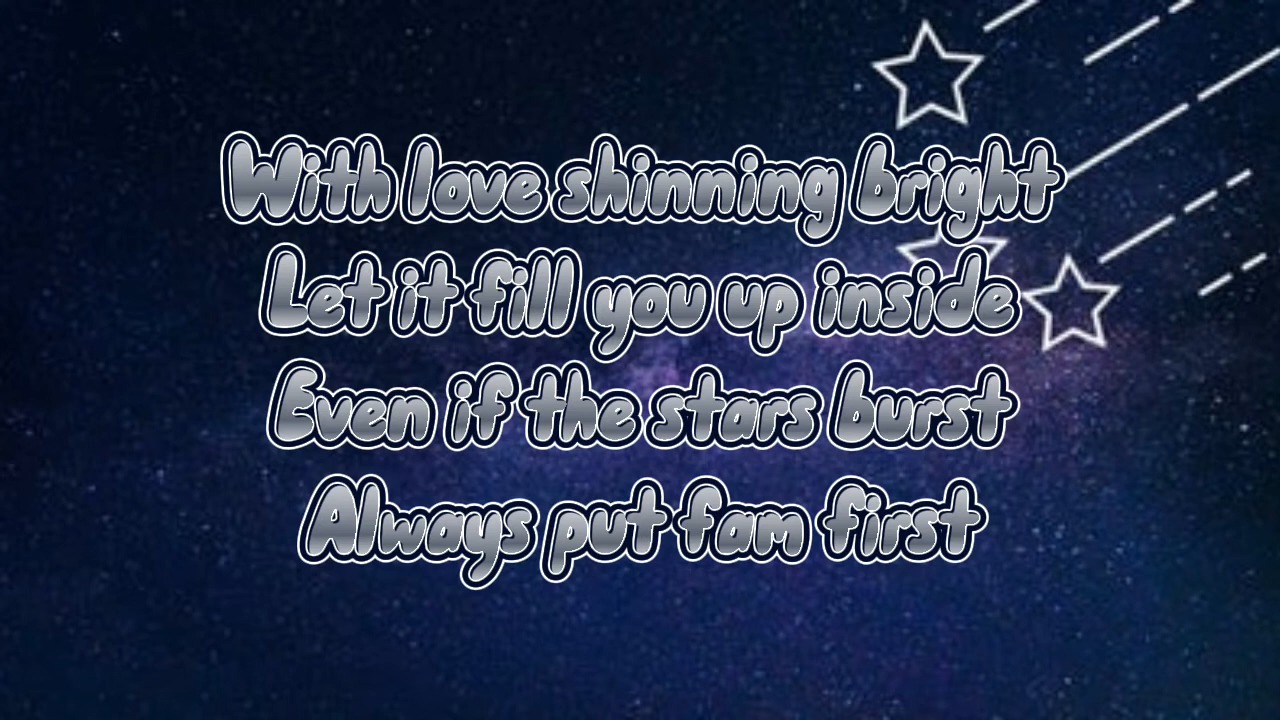 With love shinning bright
Let it fill you up inside
Even if the stars burst
Always put fam first